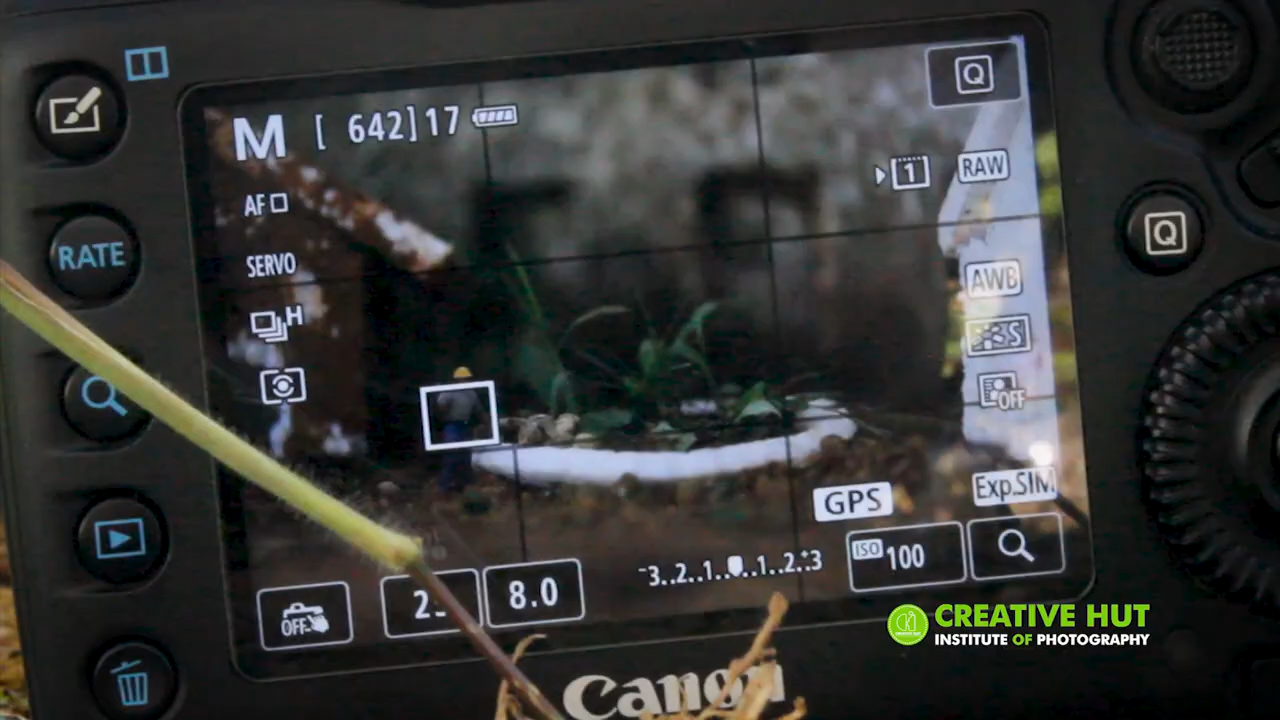 M [ 642]17
Q
1 RAW
AF
SERVO
RATE
H
Q
AWB
S
OFF
GPS
Exp.SIM
-3..2..1....1..2.+3
ISO 100
OFF
8.0
CREATIVE HUT
INSTITUTE OF PHOTOGRAPHY
Canon